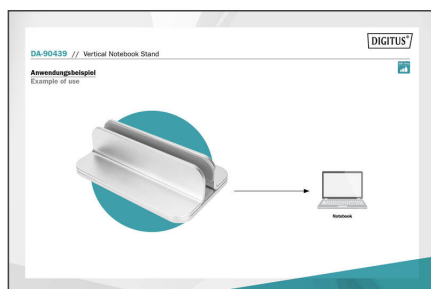 DIGITUS®
DA-90439 // Vertical Notebook Stand
Anwendungsbeispiel
Example of use
Notebook